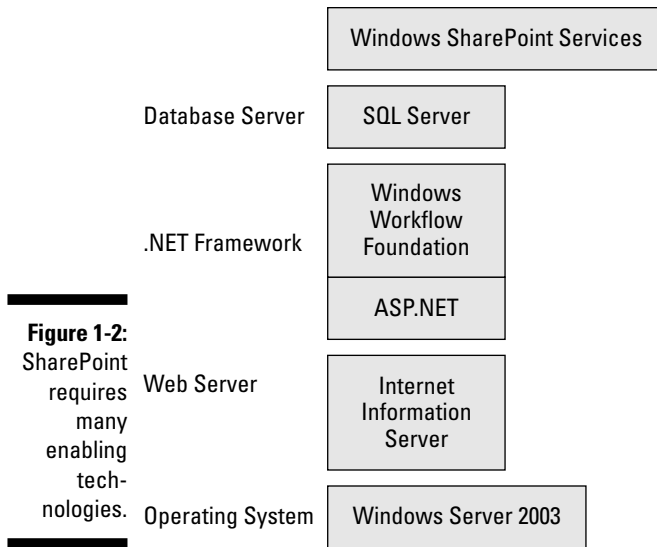 Windows SharePoint Services
Database Server
SQL Server
.NET Framework
Windows
Workflow
Foundation
ASP.NET
Figure 1-2:
SharePoint
requires
many
enabling
tech-
nologies.
Web Server
Internet
Information
Server
Operating System
Windows Server 2003